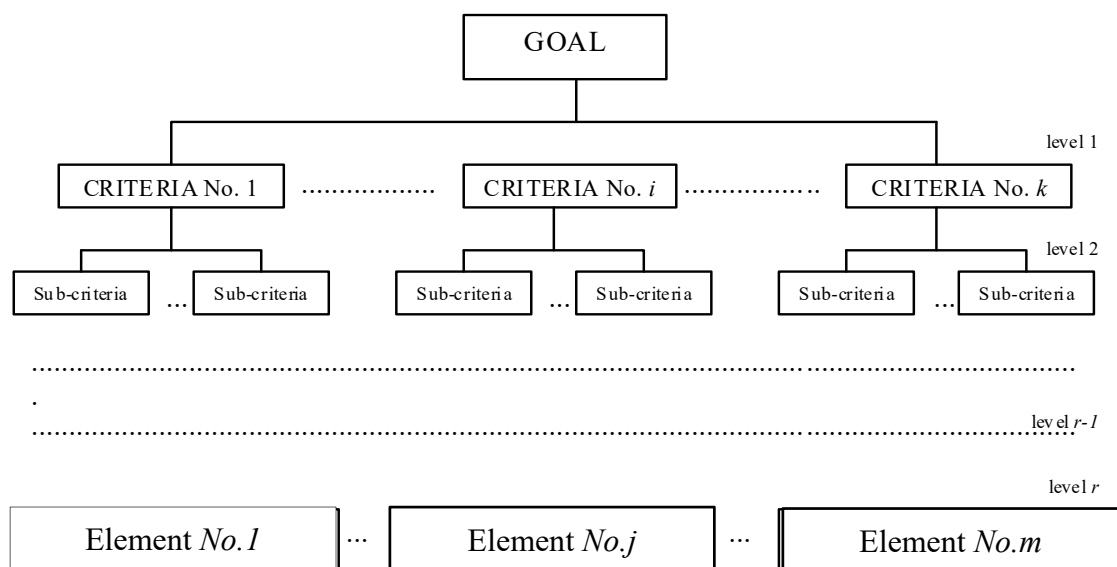 GOAL
level 1
CRITERIA No. 1 .................. CRITERIA No. i .................. CRITERIA No. k
level 2
Sub-criteria ... Sub-criteria Sub-criteria ... Sub-criteria Sub-criteria ... Sub-criteria
level r-1
level r
Element No.1 ... Element No.j ... Element No.m